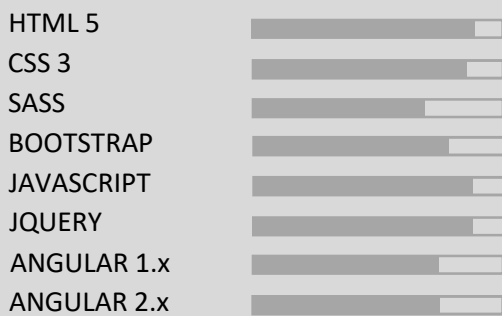 HTML 5
CSS 3
SASS
BOOTSTRAP
JAVASCRIPT
JQUERY
ANGULAR 1.x
ANGULAR 2.x